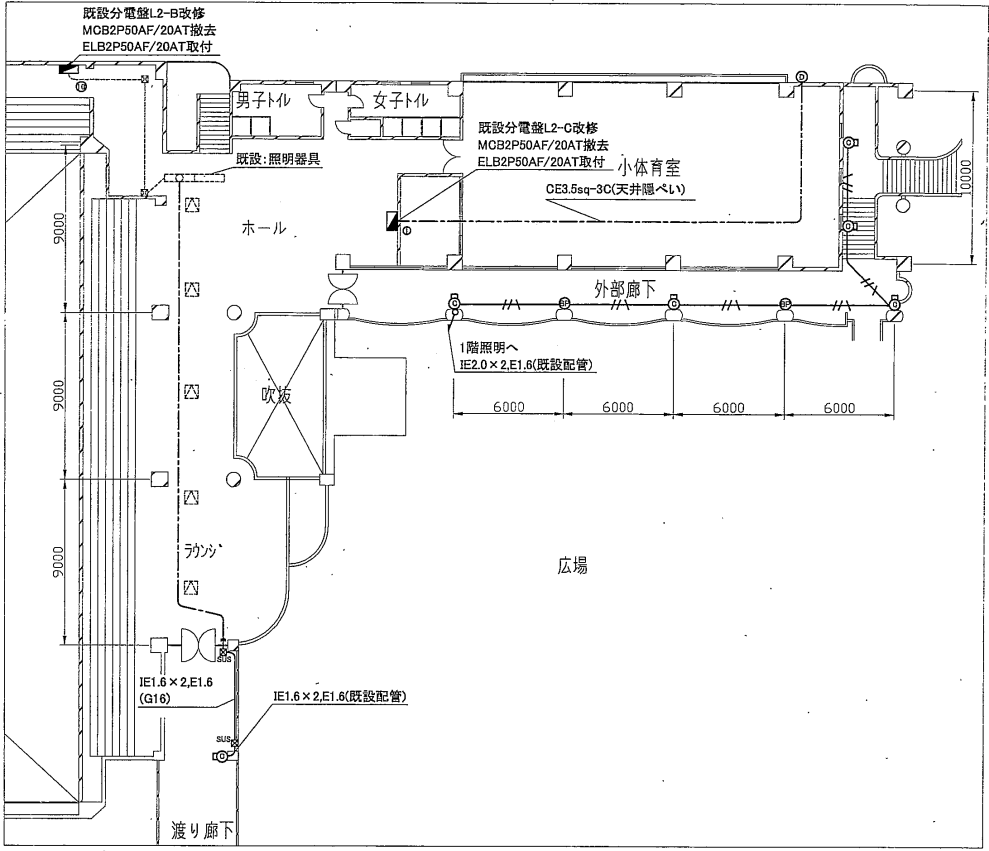 既設分電盤L2-B改修
MCB2P50AF/20AT撤去
ELB2P50AF/20AT取付
男子トイレ
女子トイレ
既設分電盤L2-C改修
MCB2P50AF/20AT撤去
ELB2P50AF/20AT取付
小体育室
CE3.5sq-3C(天井隠ぺい)
既設:照明器具
ホール
10000
9000
外部廊下
BP
BP
1階照明へ
IE2.0×2,E1.6(既設配管)
吹抜
6000
6000
6000
6000
9000
ラウンジ
広場
9000
SUS
IE1.6×2,E1.6
(G16)
IE1.6×2,E1.6(既設配管)
SUS
渡り廊下